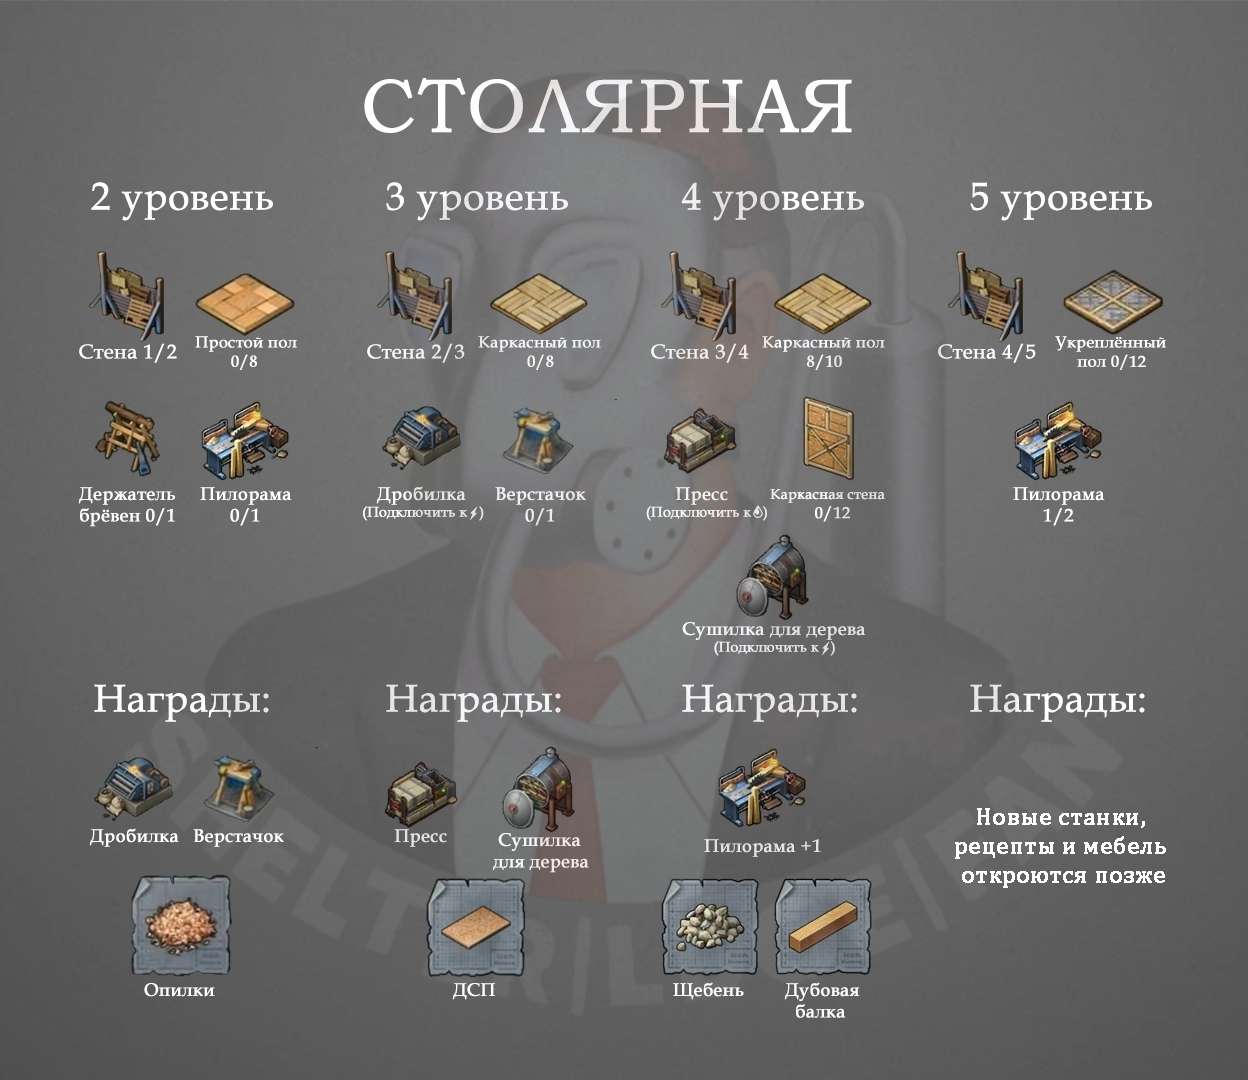 СТОЛЯРНАЯ
2 уровень
3 уровень
4 уровень
5 уровень
Стена 1/2
Простой пол
0/8
Стена 2/3
Каркасный пол
0/8
Стена 3/4
Каркасный пол
8/10
Стена 4/5
Укреплённый
пол 0/12
Держатель
брёвен 0/1
Пилорама
0/1
Дробилка
(Подключить к⚡)
Верстачок
0/1
Пресс
(Подключить к💧)
Каркасная стена
0/12
Пилорама
1/2
Сушилка для дерева
(Подключить к⚡)
Награды:
Награды:
Награды:
Награды:
Дробилка
Верстачок
Пресс
Сушилка
для дерева
Пилорама +1
Новые станки,
рецепты и мебель
откроются позже
Опилки
ДСП
Щебень
Дубовая
балка